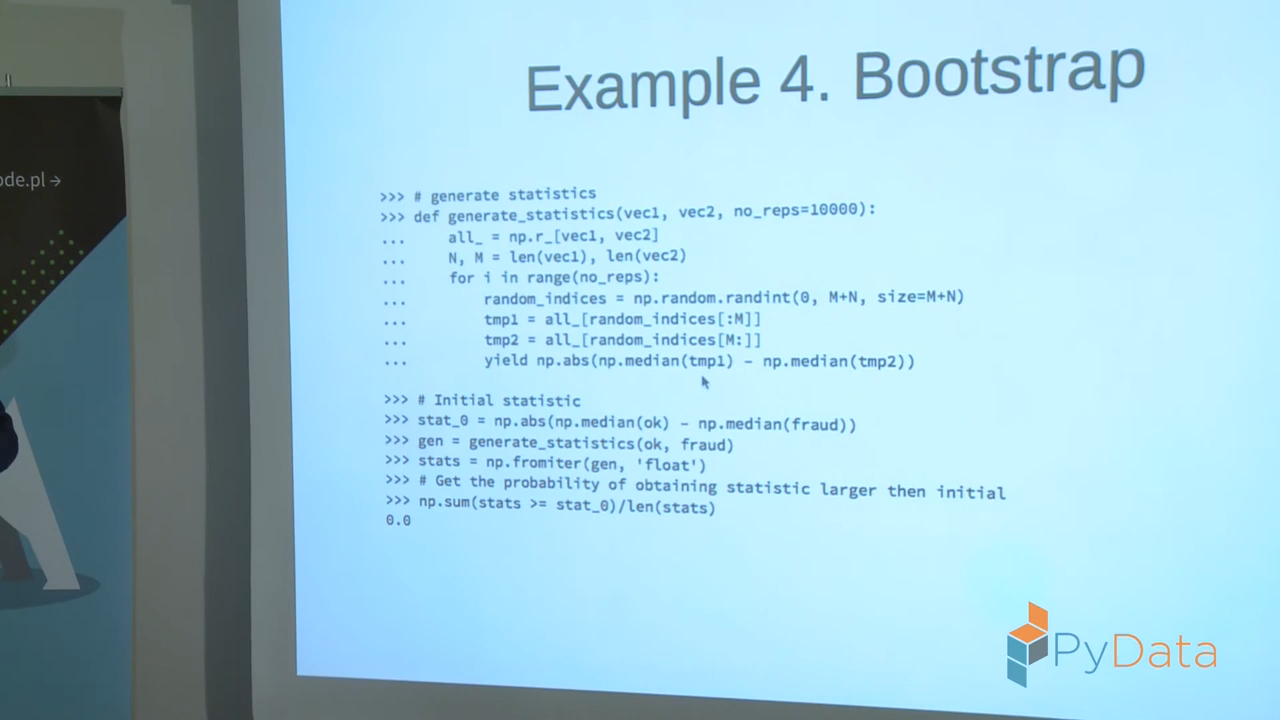 Example 4. Bootstrap
ode.pl →
>>> # generate statistics
>>> def generate_statistics(vec1, vec2, no_reps=10000):
...     all_ = np.r_[vec1, vec2]
...     N, M = len(vec1), len(vec2)
...     for i in range(no_reps):
...         random_indices = np.random.randint(0, M+N, size=M+N)
...         tmp1 = all_[random_indices[:M]]
...         tmp2 = all_[random_indices[M:]]
...         yield np.abs(np.median(tmp1) - np.median(tmp2))
>>> # Initial statistic
>>> stat_0 = np.abs(np.median(ok) - np.median(fraud))
>>> gen = generate_statistics(ok, fraud)
>>> stats = np.fromiter(gen, 'float')
>>> # Get the probability of obtaining statistic larger then initial
>>> np.sum(stats >= stat_0)/len(stats)
0.0
PyData